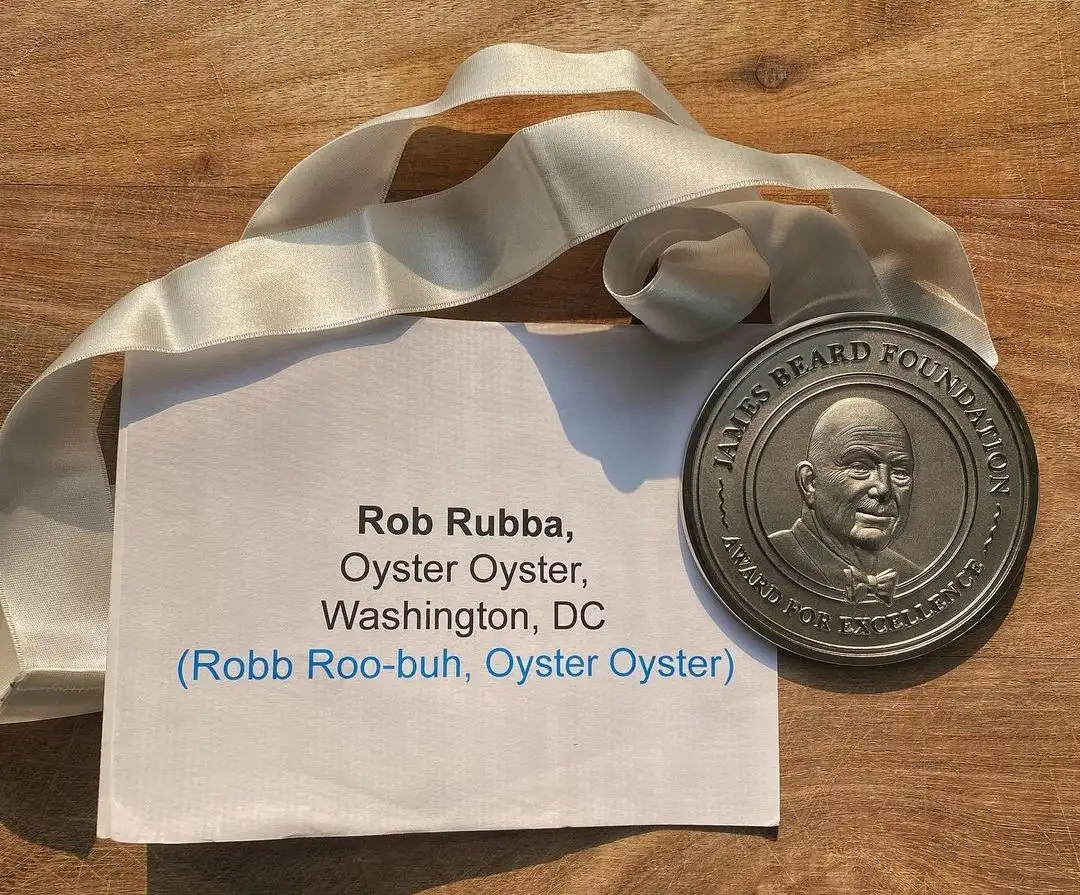 Rob Rubba,
Oyster Oyster,
Washington, DC
(Robb Roo-buh, Oyster Oyster)
JAMES BEARD FOUNDATION
AWARD FOR EXCELLENCE